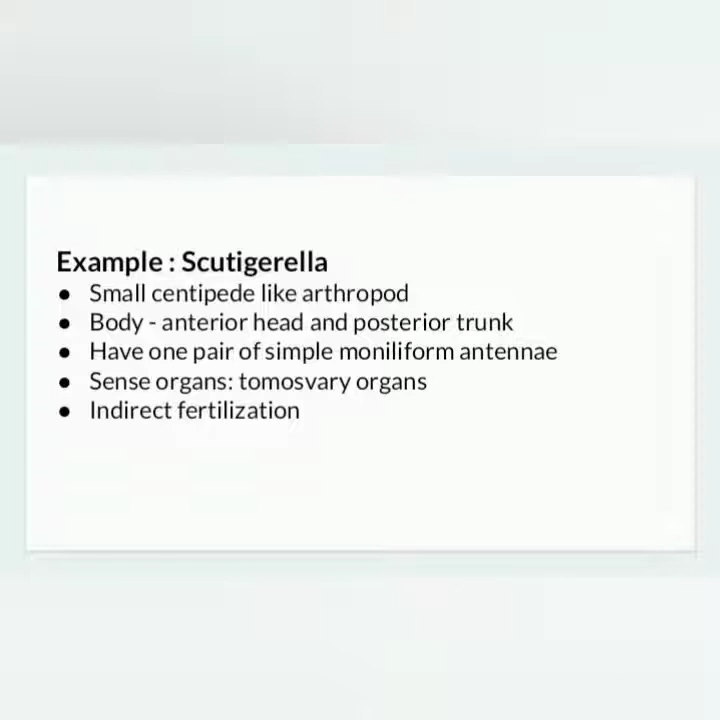 Example : Scutigerella
● Small centipede like arthropod
● Body - anterior head and posterior trunk
● Have one pair of simple moniliform antennae
● Sense organs: tomosvary organs
● Indirect fertilization